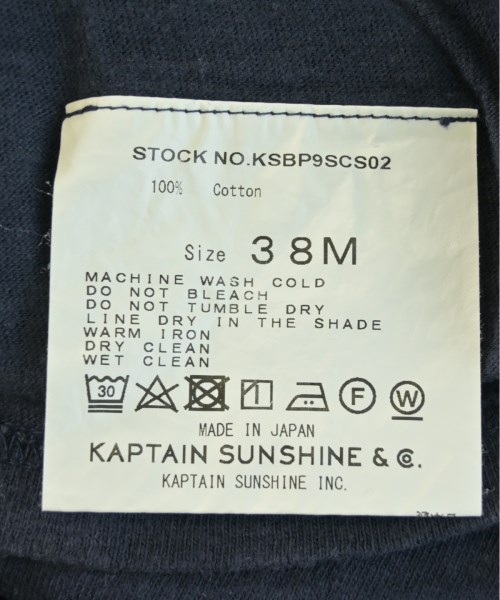 STOCK NO.KSBP9SCS02
100% Cotton
Size 38M
MACHINE WASH COLD
DO NOT BLEACH
DO NOT TUMBLE DRY
LINE DRY IN THE SHADE
WARM IRON
DRY CLEAN
WET CLEAN
30 F W
MADE IN JAPAN
KAPTAIN SUNSHINE & Co.
KAPTAIN SUNSHINE INC.